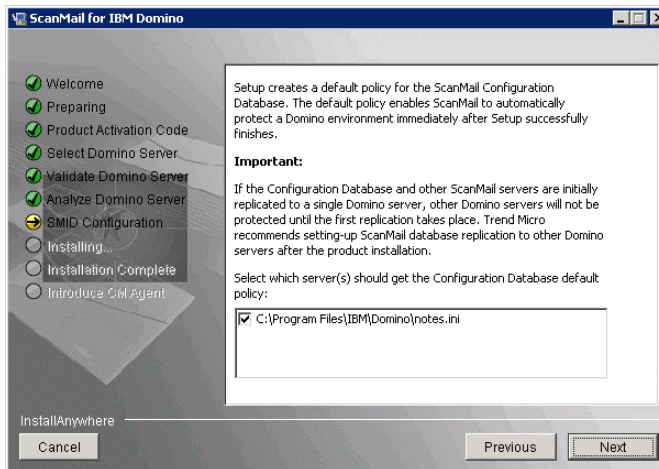 ScanMail for IBM Domino
Welcome
Preparing
Product Activation Code
Select Domino Server
Validate Domino Server
Analyze Domino Server
SMID Configuration
Installing...
Installation Complete
Introduce CM Agent
Setup creates a default policy for the ScanMail Configuration
Database. The default policy enables ScanMail to automatically
protect a Domino environment immediately after Setup successfully
finishes.
Important:
If the Configuration Database and other ScanMail servers are initially
replicated to a single Domino server, other Domino servers will not be
protected until the first replication takes place. Trend Micro
recommends setting-up ScanMail database replication to other Domino
servers after the product installation.
Select which server(s) should get the Configuration Database default
policy:
C:\Program Files\IBM\Domino\notes.ini
InstallAnywhere
Cancel
Previous
Next